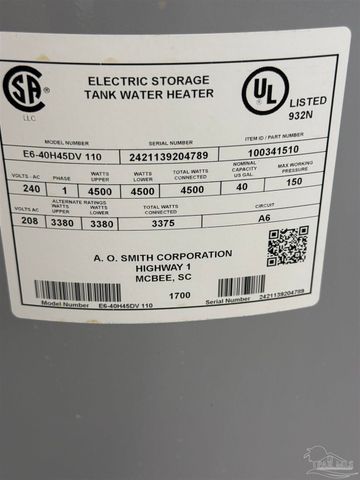 SA
LLC
ELECTRIC STORAGE
TANK WATER HEATER
UL
LISTED
932N
MODEL NUMBER SERIAL NUMBER ITEM ID / PART NUMBER
E6-40H45DV 110 2421139204789 100341510
VOLTS - AC PHASE WATTS UPPER WATTS LOWER TOTAL WATTS CONNECTED NOMINAL CAPACITY US GAL. MAX WORKING PRESSURE
240 1 4500 4500 4500 40 150
VOLTS - AC ALTERNATE RATINGS WATTS UPPER WATTS LOWER TOTAL WATTS CONNECTED CIRCUIT
208 3380 3380 3375 A6
A. O. SMITH CORPORATION
HIGHWAY 1
MCBEE, SC
1700
Model Number E6-40H45DV 110 Serial Number 2421139204789